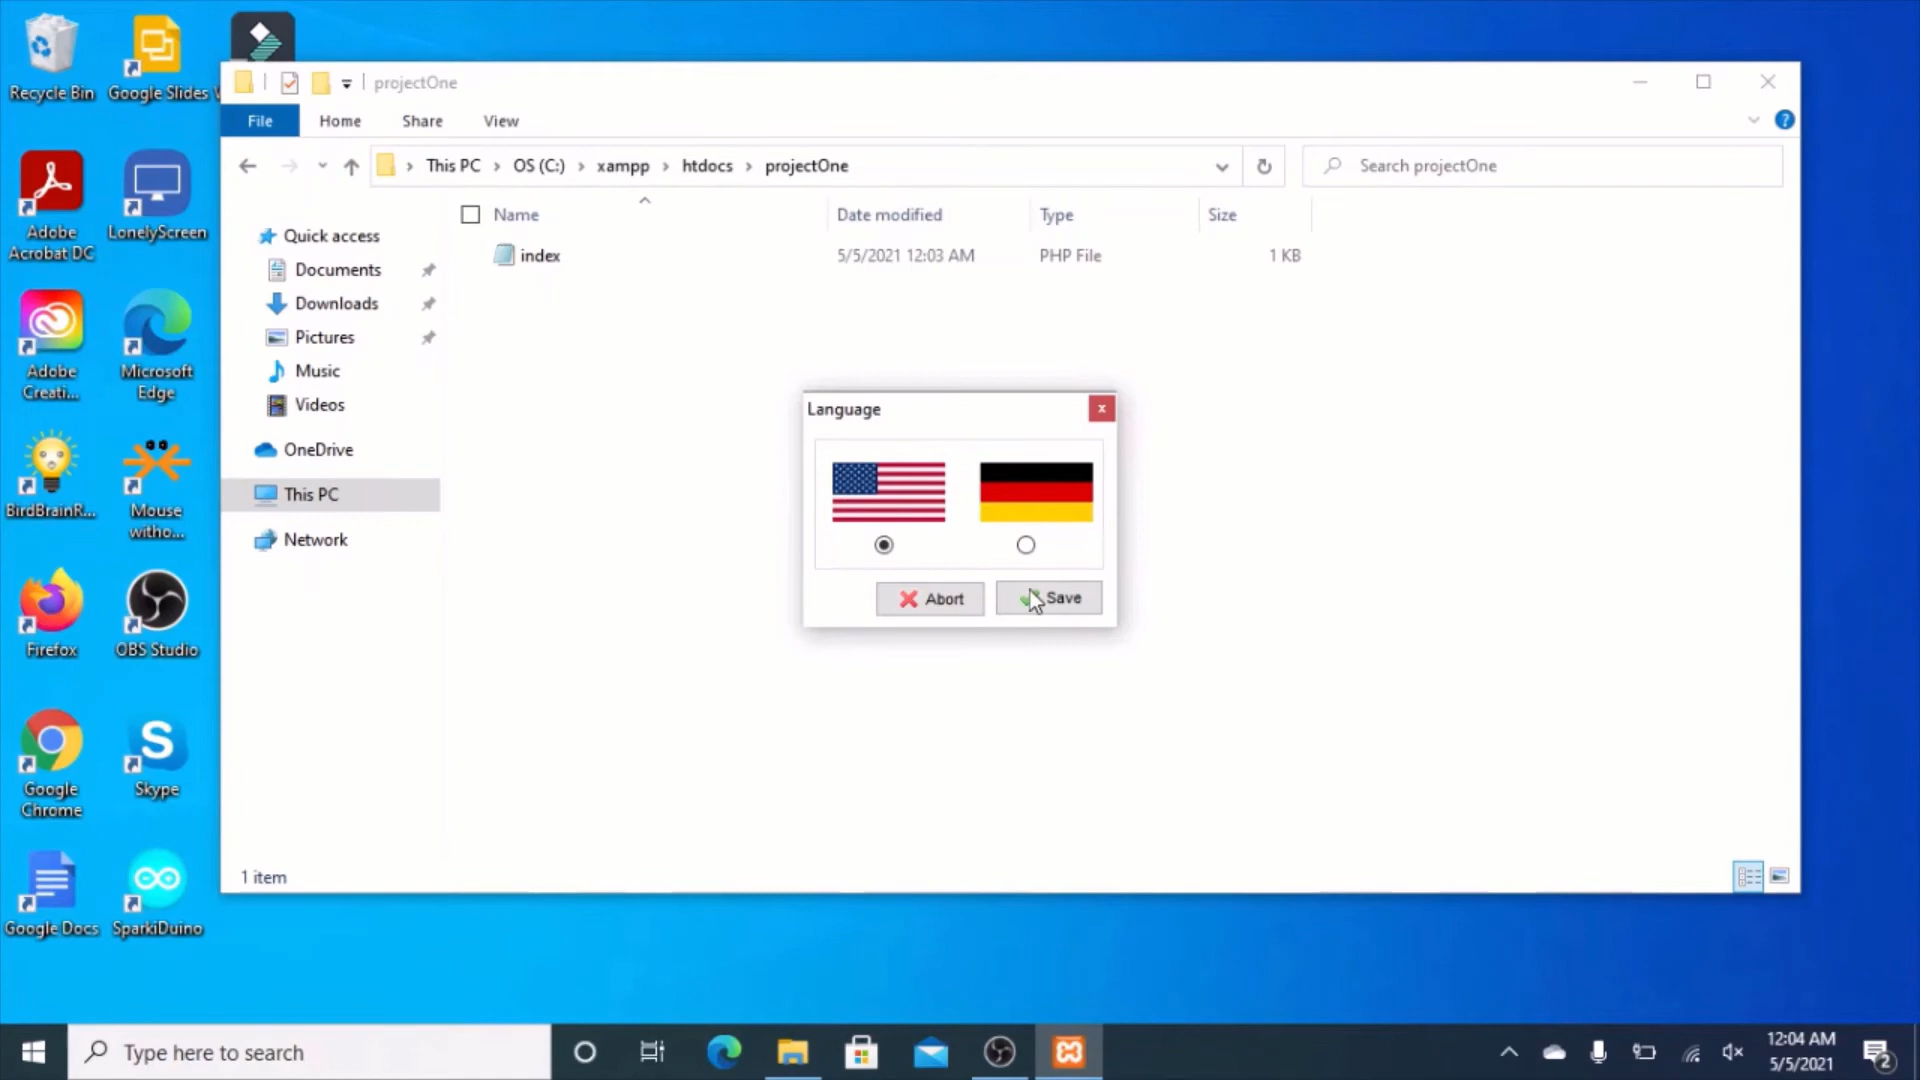 Recycle Bin
Google Slides
projectOne
File
Home
Share
View
This PC
OS (C:)
xampp
htdocs
projectOne
Search projectOne
Name
Date modified
Type
Size
index
5/5/2021 12:03 AM
PHP File
1 KB
Quick access
Documents
Downloads
Pictures
Music
Videos
OneDrive
This PC
Network
1 item
Adobe
Acrobat DC
LonelyScreen
Adobe
Creati...
Microsoft
Edge
BirdBrainR...
Mouse
witho...
Firefox
OBS Studio
Google
Chrome
Skype
Google Docs
SparkiDuino
Language
x
Abort
Save
Type here to search
12:04 AM
5/5/2021
2